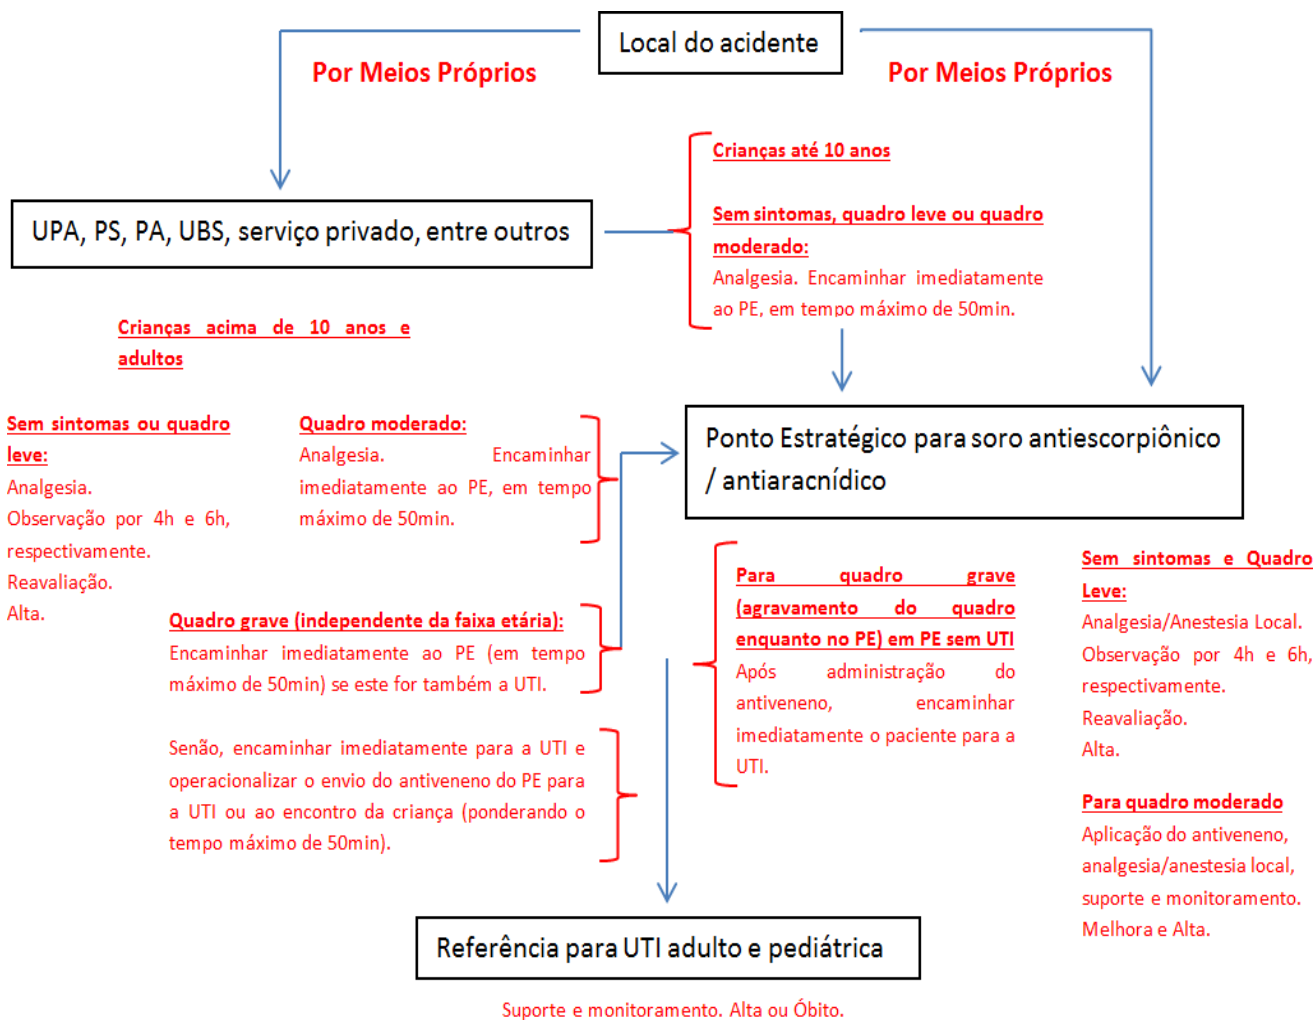 Local do acidente
Por Meios Próprios
Por Meios Próprios
Crianças até 10 anos
Sem sintomas, quadro leve ou quadro
moderado:
Analgesia. Encaminhar imediatamente
ao PE, em tempo máximo de 50min.
UPA, PS, PA, UBS, serviço privado, entre outros
Crianças acima de 10 anos e
adultos
Sem sintomas ou quadro
leve:
Analgesia.
Observação por 4h e 6h,
respectivamente.
Reavaliação.
Alta.
Quadro moderado:
Analgesia. Encaminhar
imediatamente ao PE, em tempo
máximo de 50min.
Ponto Estratégico para soro antiescorpiônico
/ antiaracnídico
Quadro grave (independente da faixa etária):
Encaminhar imediatamente ao PE (em tempo
máximo de 50min) se este for também a UTI.
Senão, encaminhar imediatamente para a UTI e
operacionalizar o envio do antiveneno do PE para
a UTI ou ao encontro da criança (ponderando o
tempo máximo de 50min).
Para quadro grave
(agravamento do quadro
enquanto no PE) em PE sem UTI
Após administração do
antiveneno, encaminhar
imediatamente o paciente para a
UTI.
Sem sintomas e Quadro
Leve:
Analgesia/Anestesia Local.
Observação por 4h e 6h,
respectivamente.
Reavaliação.
Alta.
Para quadro moderado
Aplicação do antiveneno,
analgesia/anestesia local,
suporte e monitoramento.
Melhora e Alta.
Referência para UTI adulto e pediátrica
Suporte e monitoramento. Alta ou Óbito.